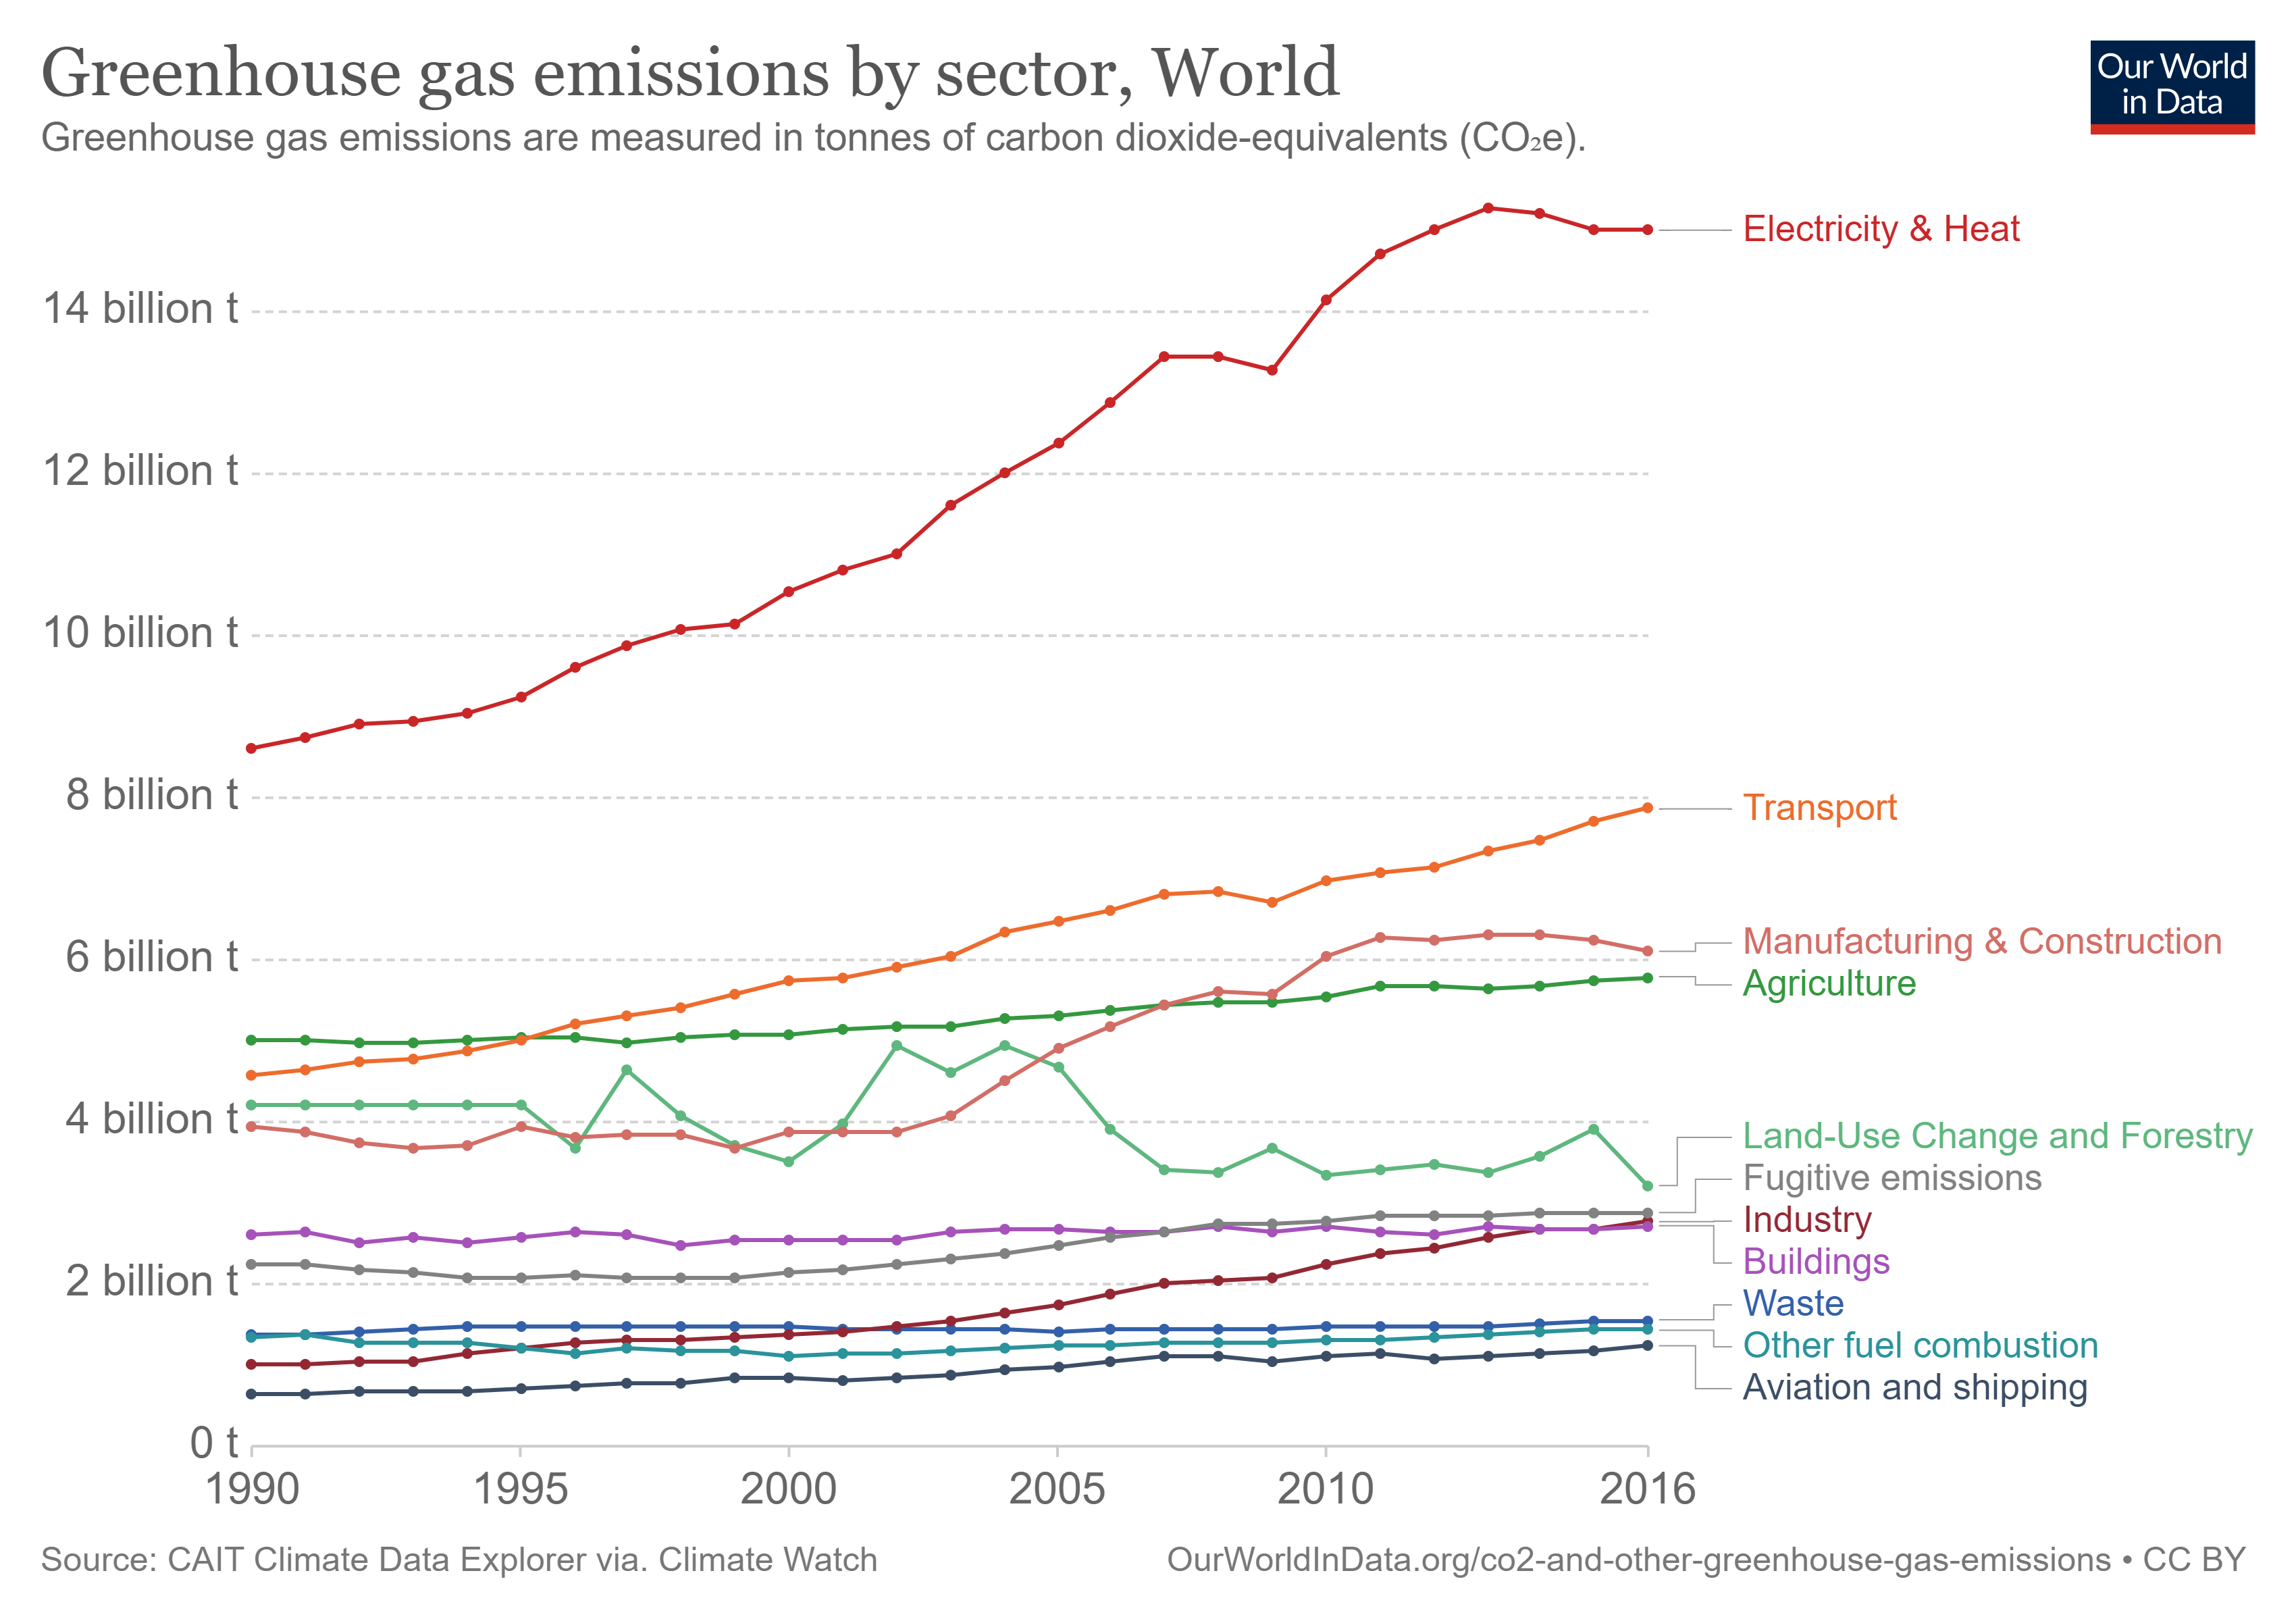 Greenhouse gas emissions by sector, World
Our World
in Data
Greenhouse gas emissions are measured in tonnes of carbon dioxide-equivalents (CO₂e).
Electricity & Heat
14 billion t
12 billion t
10 billion t
8 billion t
Transport
6 billion t
Manufacturing & Construction
Agriculture
4 billion t
Land-Use Change and Forestry
Fugitive emissions
Industry
Buildings
2 billion t
Waste
Other fuel combustion
Aviation and shipping
0 t
1990 1995 2000 2005 2010 2016
Source: CAIT Climate Data Explorer via. Climate Watch
OurWorldInData.org/co2-and-other-greenhouse-gas-emissions • CC BY